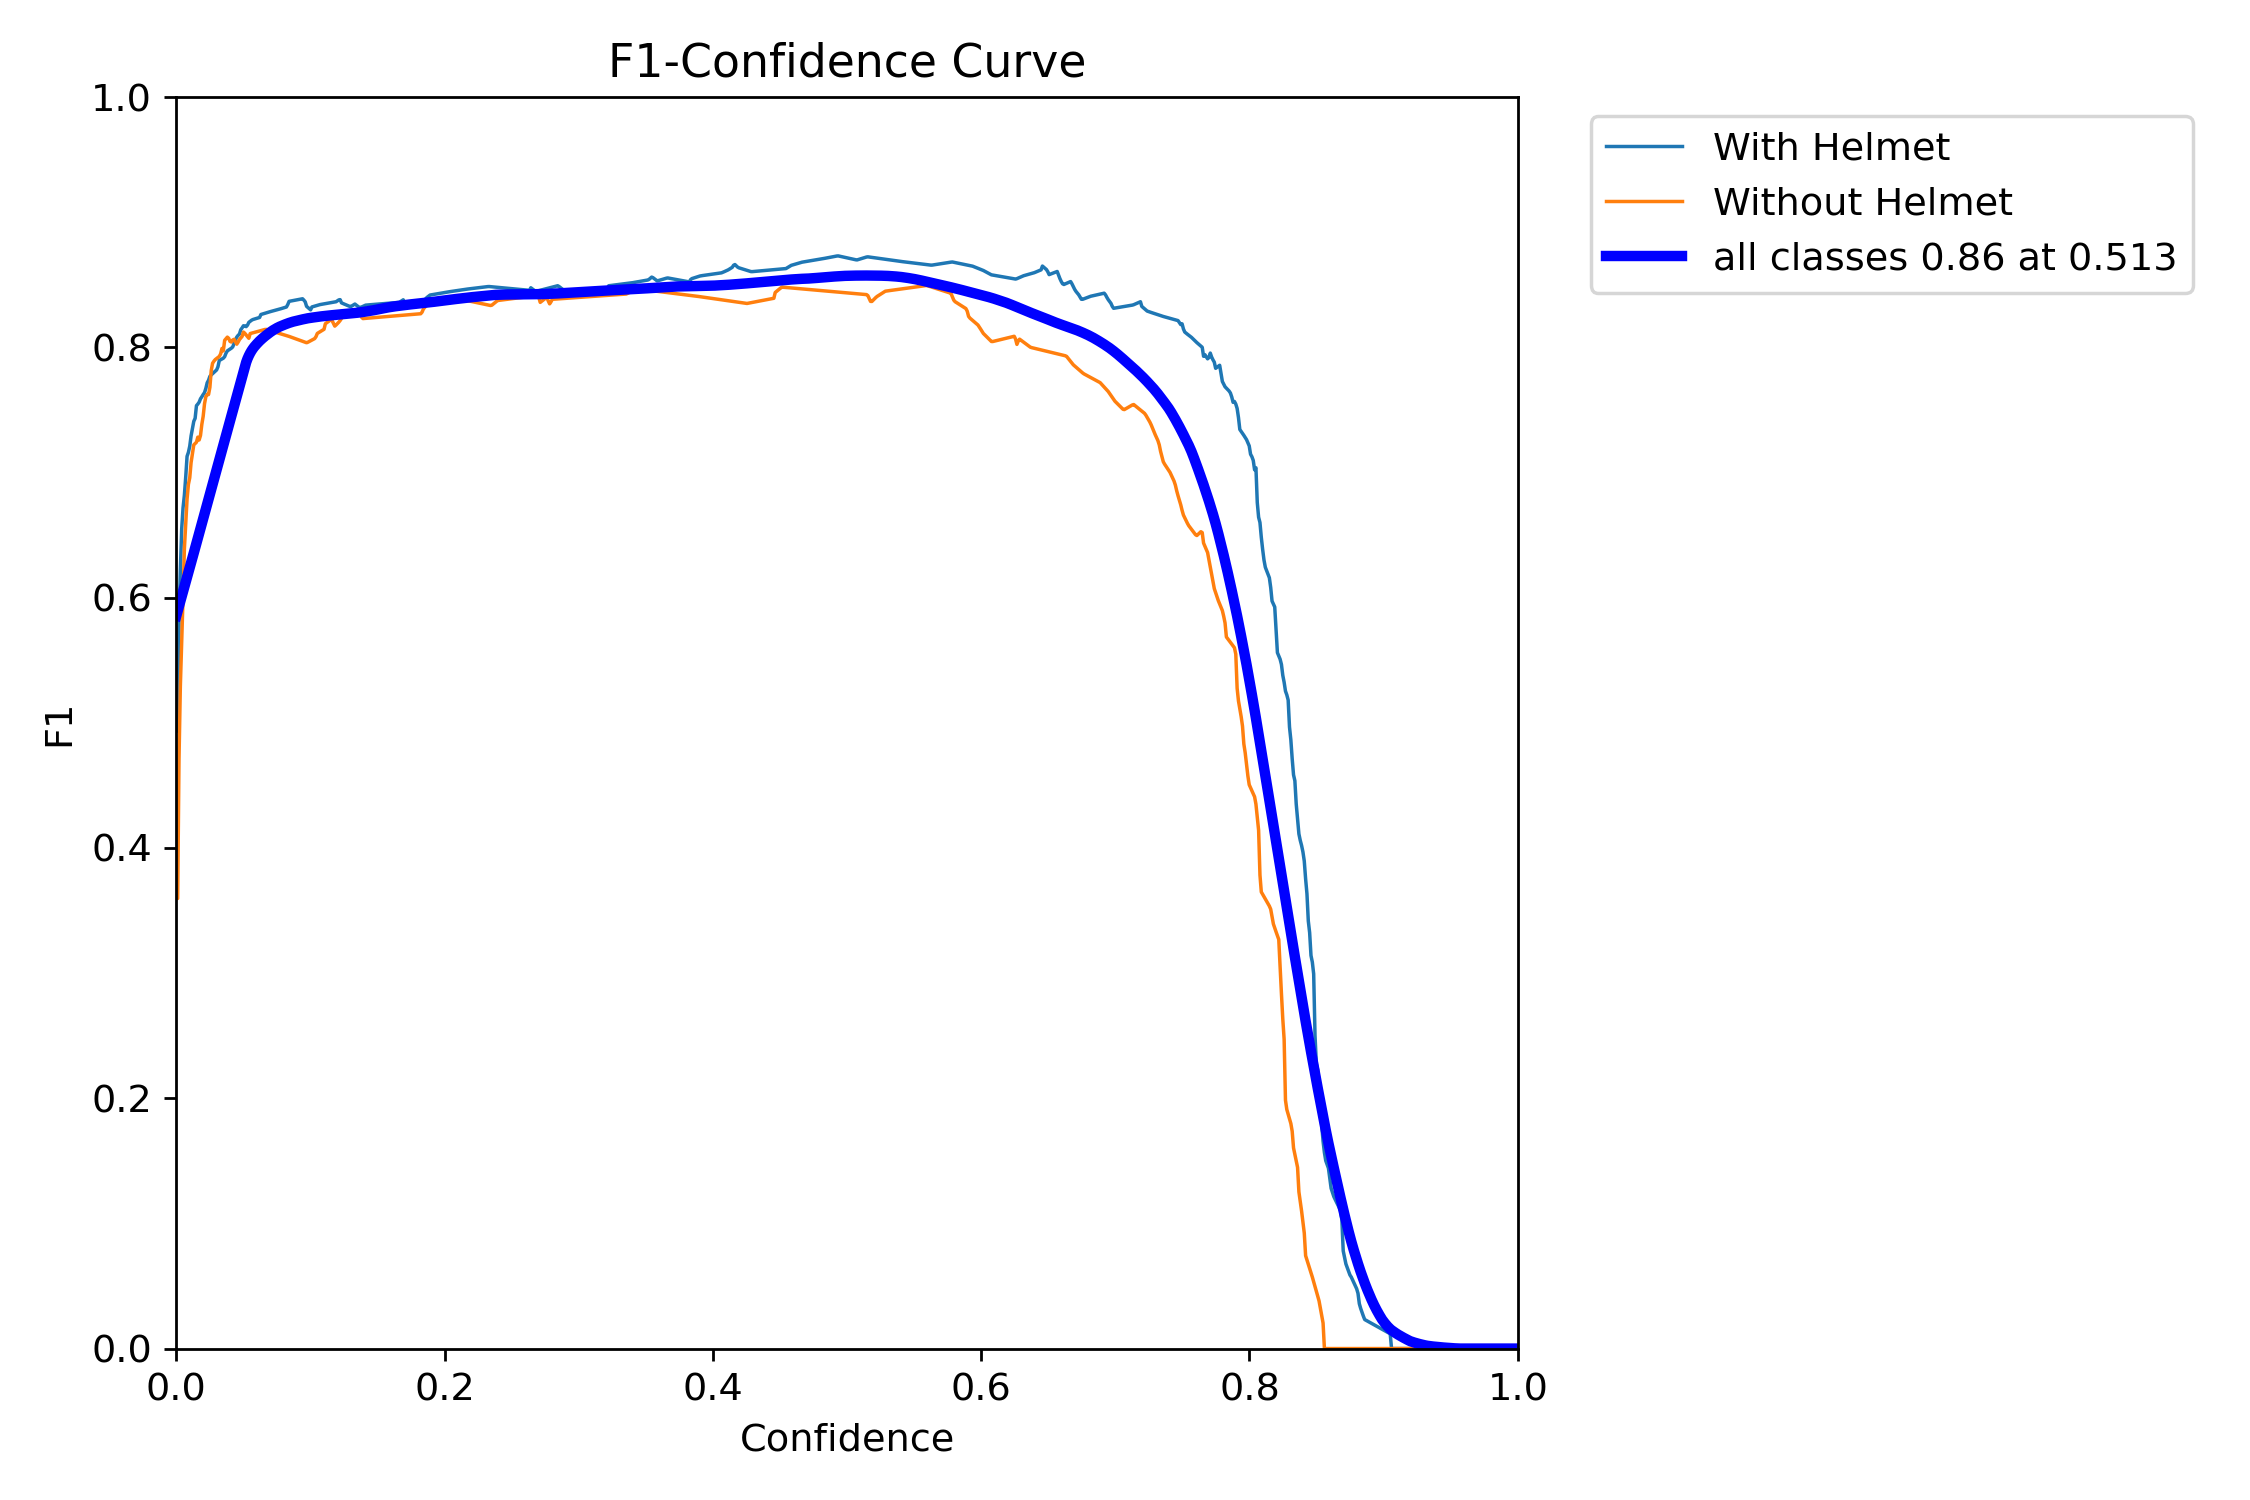 F1-Confidence Curve
1.0
0.8
0.6
0.4
0.2
0.0
F1
0.0 0.2 0.4 0.6 0.8 1.0
Confidence
With Helmet
Without Helmet
all classes 0.86 at 0.513